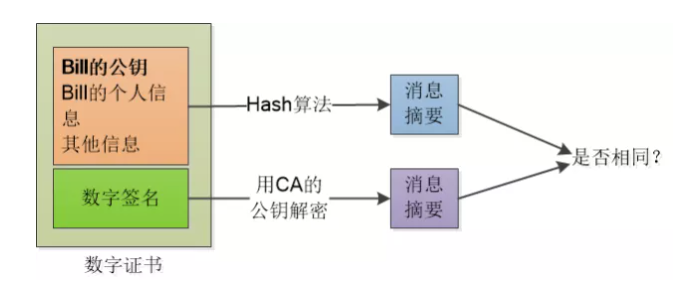 Bill的公钥
Bill的个人信
息
其他信息
Hash算法
消息
摘要
数字签名
用CA的
公钥解密
消息
摘要
是否相同？
数字证书